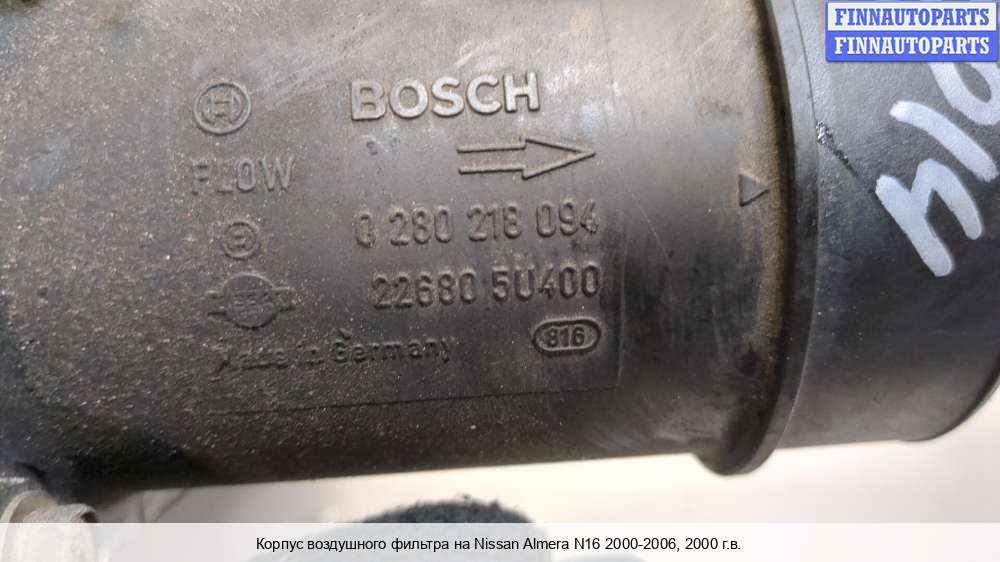 FINNAUTOPARTS
FINNAUTOPARTS
BOSCH
FLOW
0 280 218 094
22680 5U400
Made in Germany
816
Корпус воздушного фильтра на Nissan Almera N16 2000-2006, 2000 г.в.